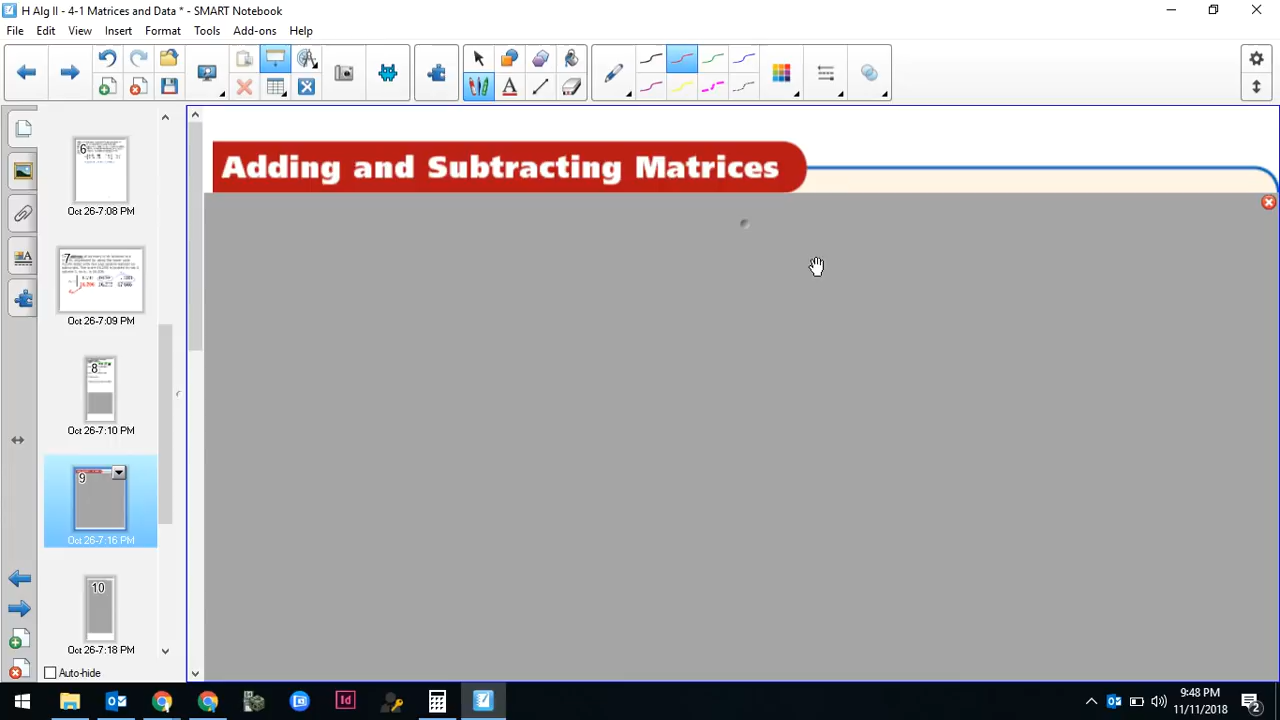 H Alg II - 4-1 Matrices and Data * - SMART Notebook
File Edit View Insert Format Tools Add-ons Help
Adding and Subtracting Matrices
6
Oct 26-7:08 PM
7
Oct 26-7:09 PM
8
Oct 26-7:10 PM
9
Oct 26-7:16 PM
10
Oct 26-7:18 PM
Auto-hide
Id
9:48 PM
11/11/2018
2